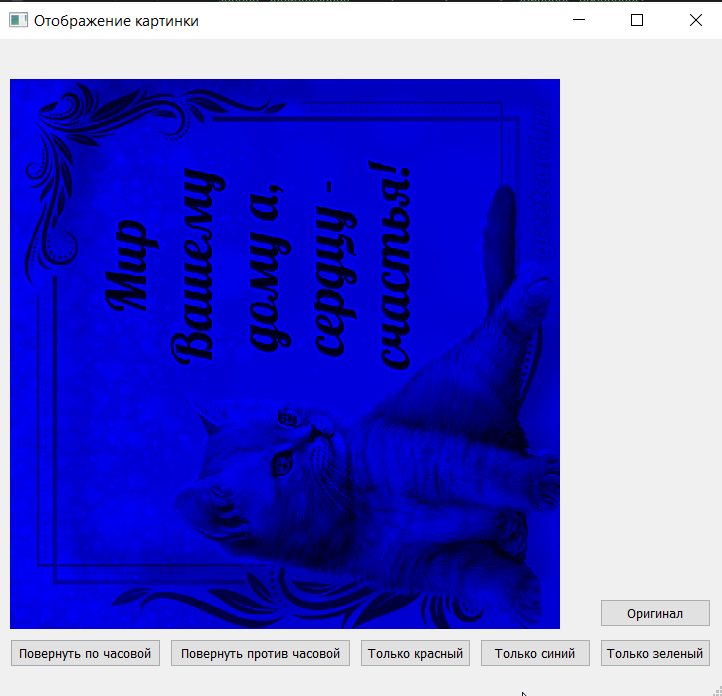 Отображение картинки
Мир
Вашему
дому а,
сердцу -
счастья!
Оригинал
Повернуть по часовой
Повернуть против часовой
Только красный
Только синий
Только зеленый